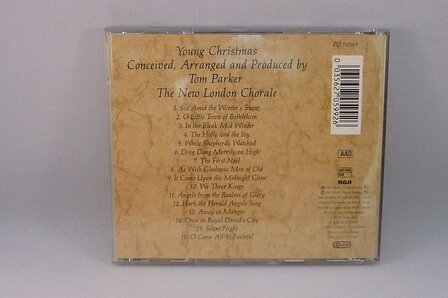 Young Christmas
Conceived, Arranged and Produced by
Tom Parker
The New London Chorale
1. See Amid the Winter's Snow
2. O Little Town of Bethlehem
3. In the Bleak Mid Winter
4. The Holly and the Ivy
5. While Shepherds Watched
6. Ding Dong Merrily on High
7. The First Noël
8. As With Gladness Men of Old
9. It Came Upon the Midnight Clear
10. We Three Kings
11. Angels from the Realms of Glory
12. Hark the Herald Angels Sing
13. Away in Manger
14. Once in Royal David's City
15. Silent Night
16. O Come All Ye Faithful
PD 70599
AAD
RCA